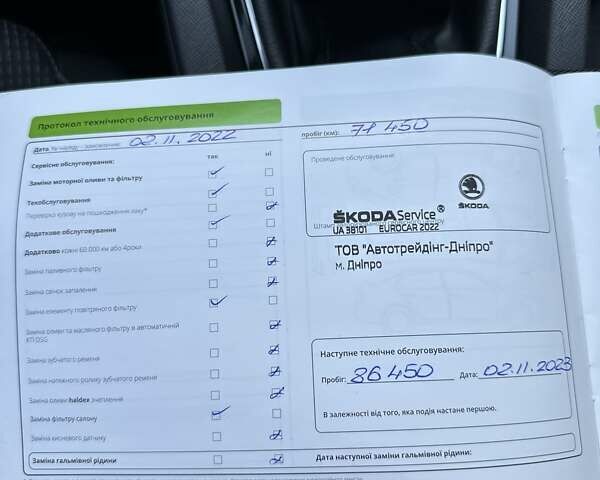 Протокол технічного обслуговування
Дата та наряду – замовлення: 02.11.2022
пробіг (км): 71 450
Сервісне обслуговування:
так ні
Заміна моторної оливи та фільтру
Техобслуговування
Перевірка кузову на пошкодження лаку*
Додаткове обслуговування
Додатково кожні 60.000 км або 4роки
Заміна паливного фільтру
Заміна свічок запалення
Заміна елементу повітряного фільтру
Заміна оливи та масляного фільтру в автоматичній КП DSG
Заміна зубчатого ременя
Заміна натяжного ролику зубчатого ременя
Заміна оливи haldex зчеплення
Заміна фільтру салону
Заміна кисневого датчику
Заміна гальмівної рідини
Проведене обслуговування
ŠKODA Service®
ŠKODA
UA 38101 EUROCAR 2022
ТОВ "Автотрейдінг-Дніпро"
м. Дніпро
Наступне технічне обслуговування:
Пробіг: 86 450 Дата: 02.11.2023
В залежності від того, яка подія настане першою.
Дата наступної заміни гальмівної рідини: